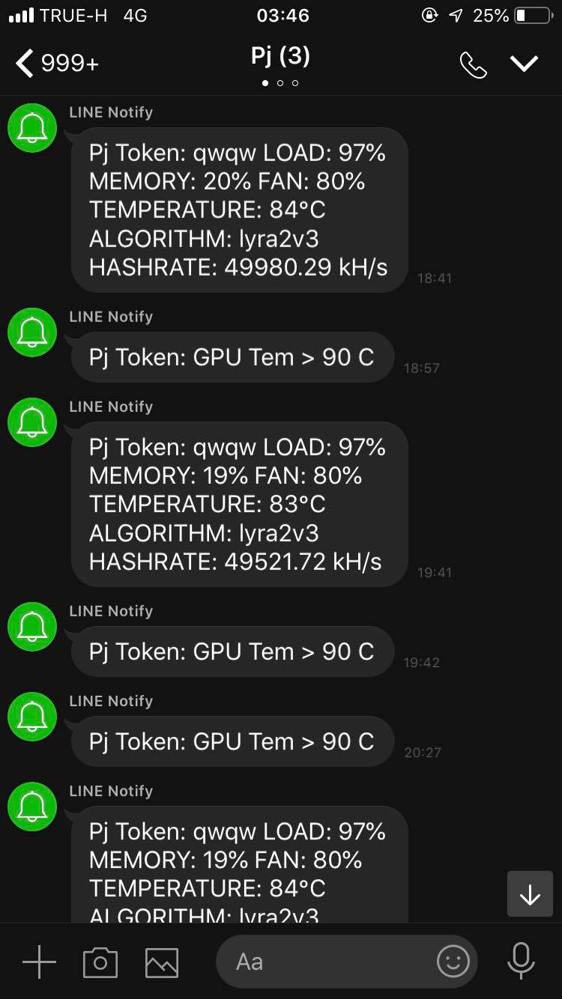 TRUE-H 4G 03:46 25%
999+ Pj (3)
LINE Notify
Pj Token: qwqw LOAD: 97%
MEMORY: 20% FAN: 80%
TEMPERATURE: 84°C
ALGORITHM: lyra2v3
HASHRATE: 49980.29 kH/s
18:41
LINE Notify
Pj Token: GPU Tem > 90 C
18:57
LINE Notify
Pj Token: qwqw LOAD: 97%
MEMORY: 19% FAN: 80%
TEMPERATURE: 83°C
ALGORITHM: lyra2v3
HASHRATE: 49521.72 kH/s
19:41
LINE Notify
Pj Token: GPU Tem > 90 C
19:42
LINE Notify
Pj Token: GPU Tem > 90 C
20:27
LINE Notify
Pj Token: qwqw LOAD: 97%
MEMORY: 19% FAN: 80%
TEMPERATURE: 84°C
ALGORITHM: lyra2v3
Aa